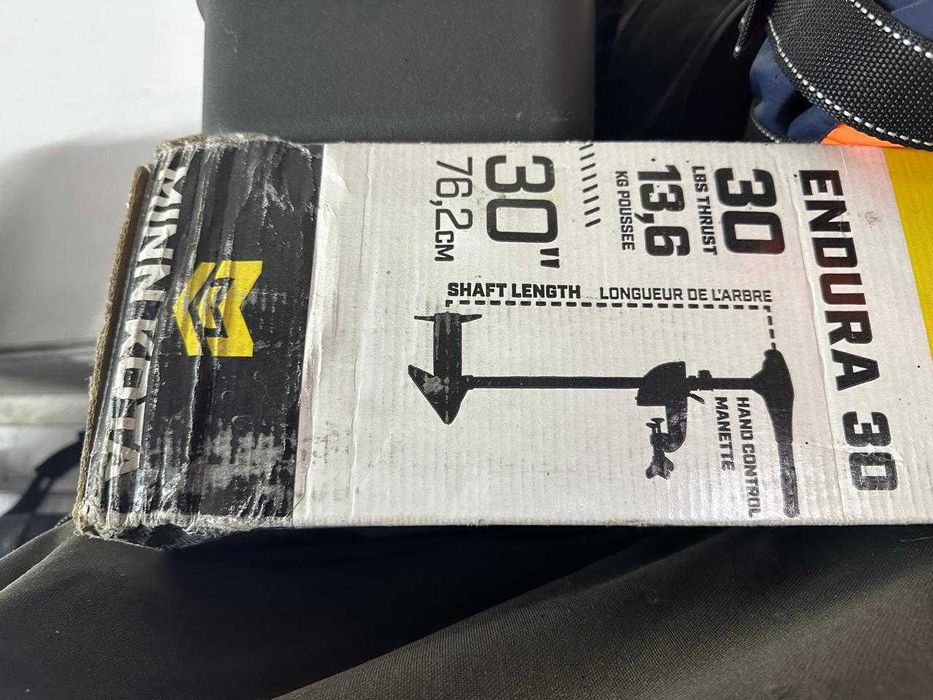 ENDURA 30
30
LBS THRUST
13,6
KG POUSSEE
30"
76,2CM
SHAFT LENGTH LONGUEUR DE L'ARBRE
HAND CONTROL
MANETTE
MINN KOTA